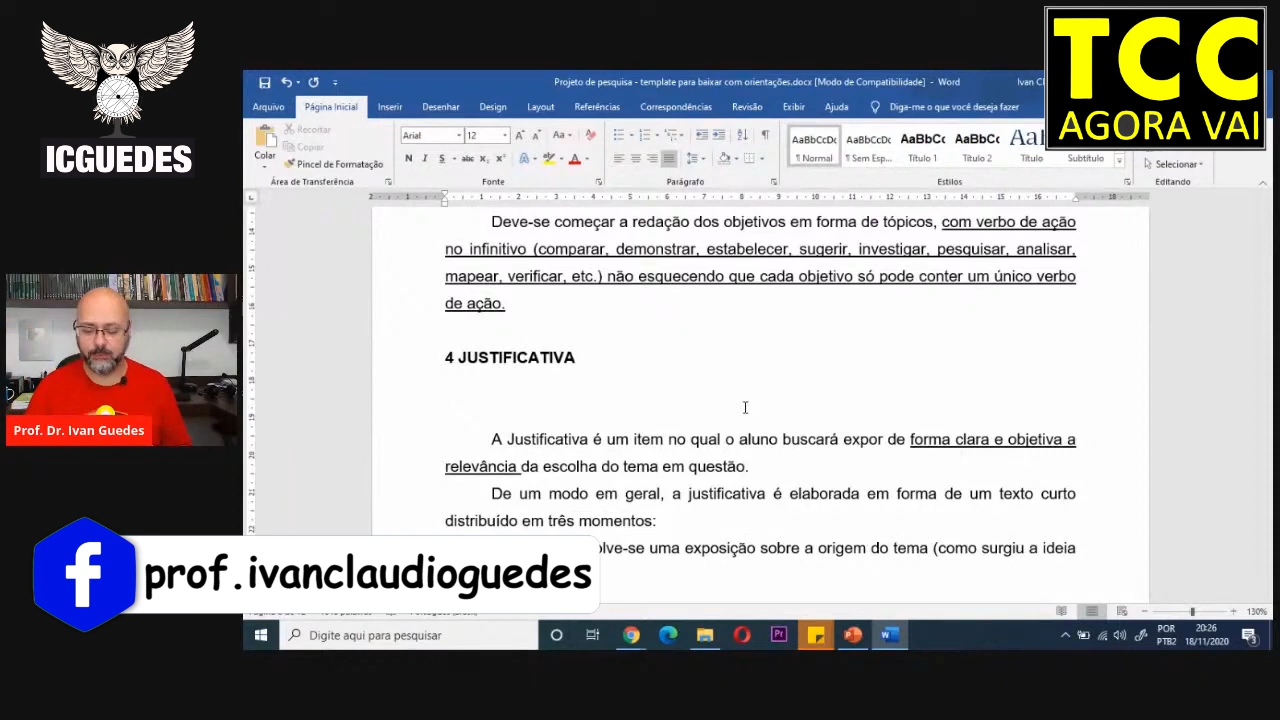 TCC
AGORA VAI
ICGUEDES
Projeto de pesquisa - template para baixar com orientações.docx [Modo de Compatibilidade] - Word
Arquivo Página Inicial Inserir Desenhar Design Layout Referências Correspondências Revisão Exibir Ajuda Diga-me o que você deseja fazer
Recortar
Copiar
Colar
Pincel de Formatação
Arial 12
AaBbCcDc AaBbCcDc AaBbCc AaBbCc
¶ Normal ¶ Sem Esp... Título 1 Título 2 Subtítulo
Selecionar
Área de Transferência Fonte Parágrafo Estilos Editando
Deve-se começar a redação dos objetivos em forma de tópicos, com verbo de ação
no infinitivo (comparar, demonstrar, estabelecer, sugerir, investigar, pesquisar, analisar,
mapear, verificar, etc.) não esquecendo que cada objetivo só pode conter um único verbo
de ação.
4 JUSTIFICATIVA
A Justificativa é um item no qual o aluno buscará expor de forma clara e objetiva a
relevância da escolha do tema em questão.
De um modo em geral, a justificativa é elaborada em forma de um texto curto
distribuído em três momentos:
uma exposição sobre a origem do tema (como surgiu a ideia
Prof. Dr. Ivan Guedes
prof.ivanclaudioguedes
130%
Digite aqui para pesquisar
POR
PTB2
20:26
18/11/2020